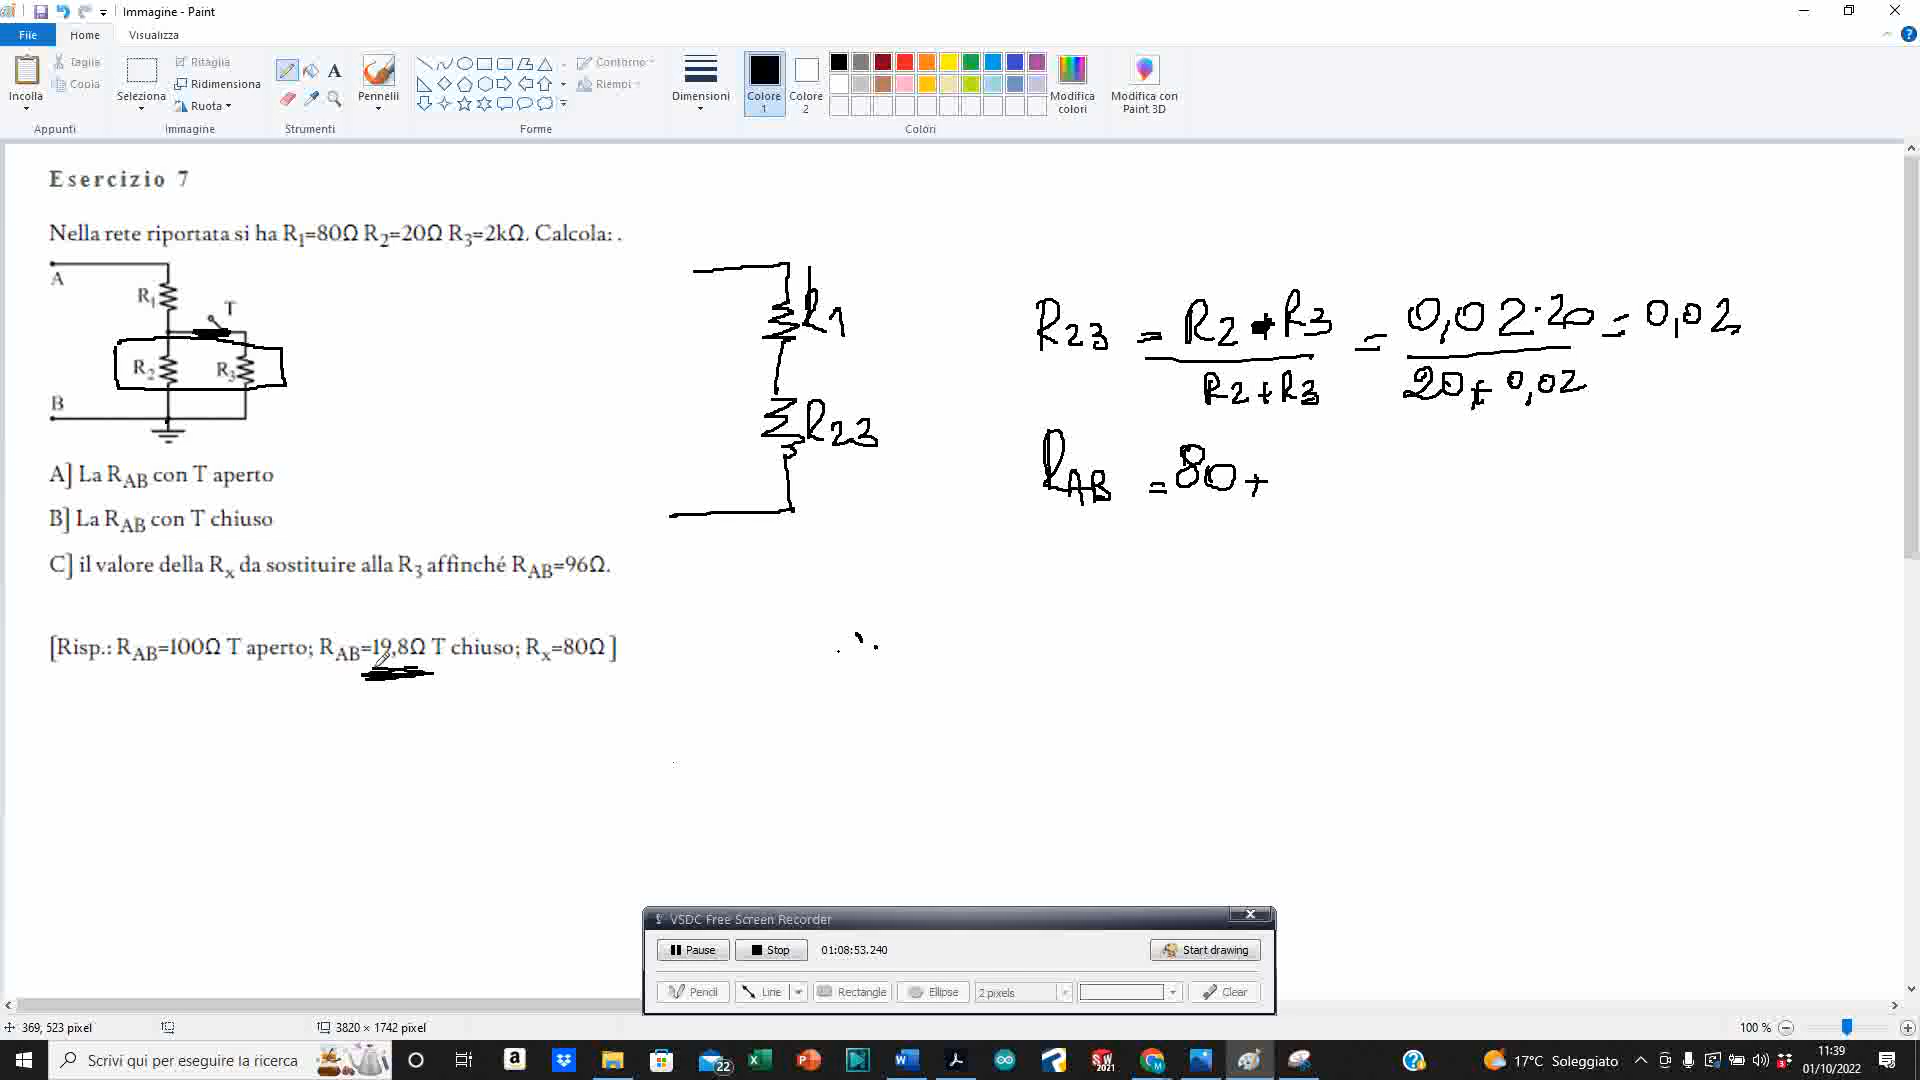 Immagine - Paint
File Home Visualizza
Incolla
Taglia
Copia
Appunti
Seleziona
Ritaglia
Ridimensiona
Ruota
Immagine
A
Strumenti
Pennelli
Forme
Contorno
Riempi
Dimensioni
Colore 1
Colore 2
Colori
Modifica colori
Modifica con Paint 3D
Esercizio 7
Nella rete riportata si ha R1=80Ω R2=20Ω R3=2kΩ. Calcola: .
A
R1
T
R2
R3
B
R1
R23
R23 = R2 • R3 / R2 + R3 = 0,02 · 20 / 20 + 0,02 = 0,02
RAB = 80 +
A] La RAB con T aperto
B] La RAB con T chiuso
C] il valore della Rx da sostituire alla R3 affinché RAB=96Ω.
[Risp.: RAB=100Ω T aperto; RAB=19,8Ω T chiuso; Rx=80Ω ]
VSDC Free Screen Recorder
Pause Stop 01:08:53.240 Start drawing
Pencil Line Rectangle Ellipse 2 pixels Clear
369, 523 pixel 3820 × 1742 pixel 100 %
Scrivi qui per eseguire la ricerca
22
SW 2021
17°C Soleggiato
11:39
01/10/2022